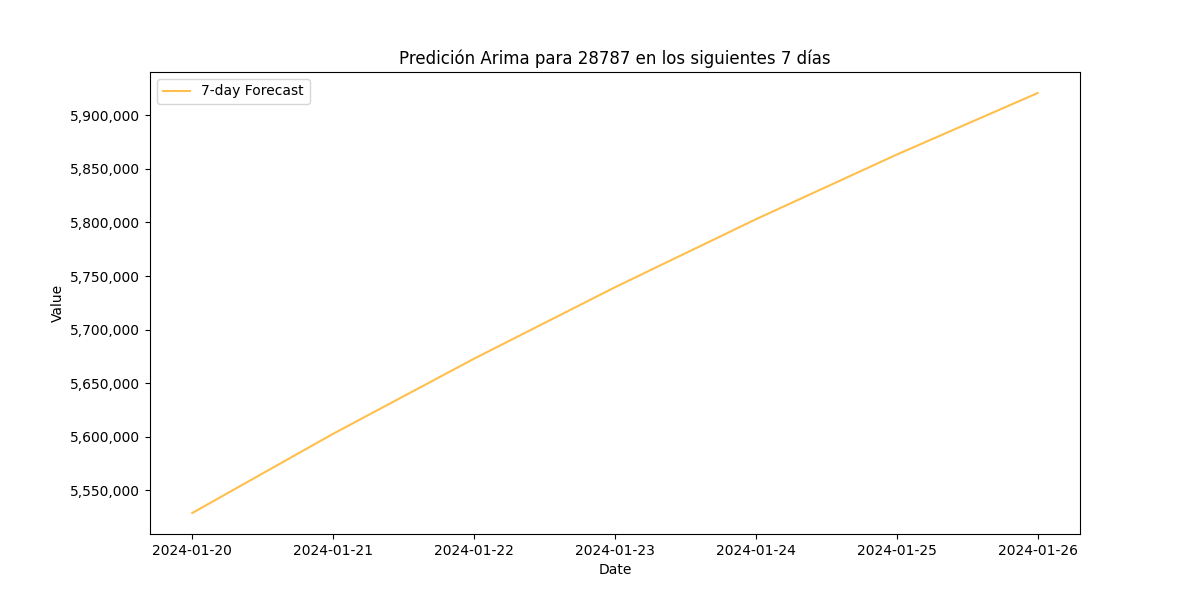 Predición Arima para 28787 en los siguientes 7 días
7-day Forecast
5,900,000
5,850,000
5,800,000
5,750,000
5,700,000
5,650,000
5,600,000
5,550,000
Value
2024-01-20 2024-01-21 2024-01-22 2024-01-23 2024-01-24 2024-01-25 2024-01-26
Date